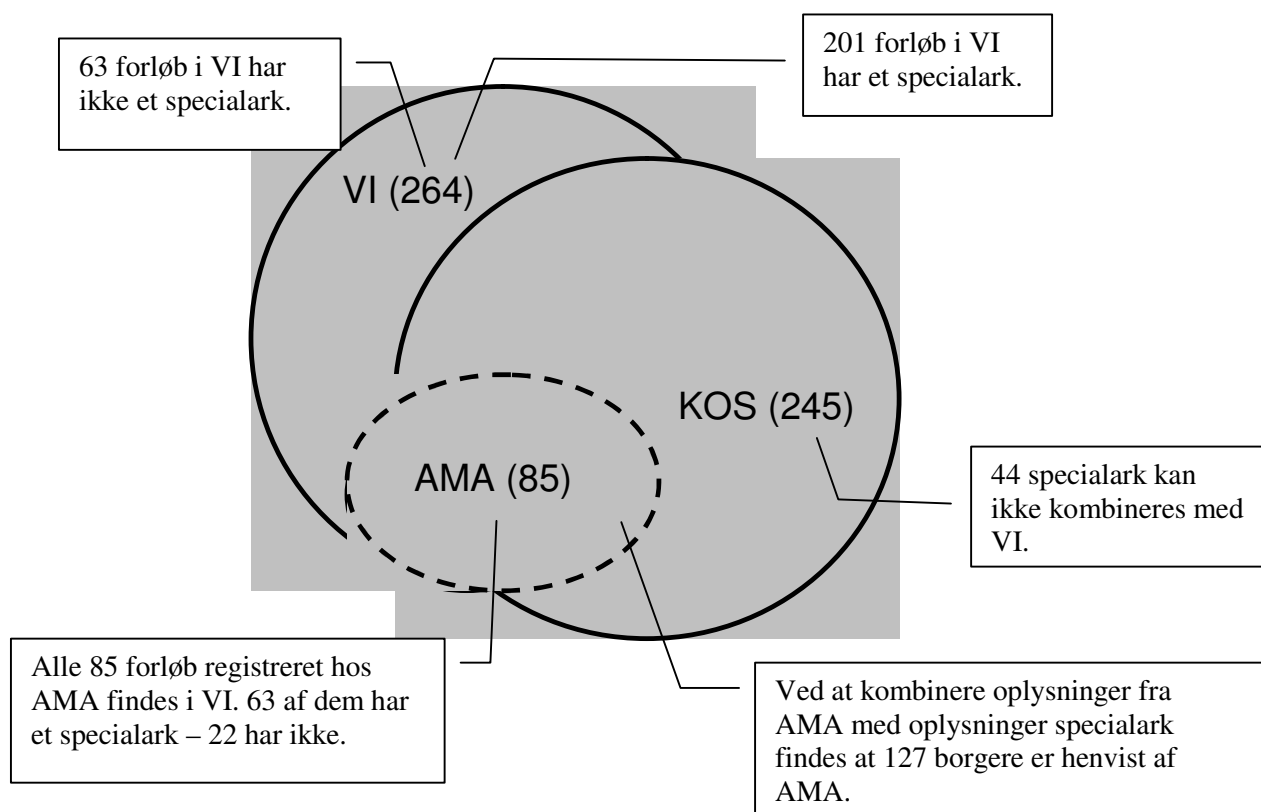 63 forløb i VI har
ikke et specialark.
201 forløb i VI
har et specialark.
VI (264)
KOS (245)
AMA (85)
44 specialark kan
ikke kombineres med
VI.
Alle 85 forløb registreret hos
AMA findes i VI. 63 af dem har
et specialark – 22 har ikke.
Ved at kombinere oplysninger fra
AMA med oplysninger specialark
findes at 127 borgere er henvist af
AMA.